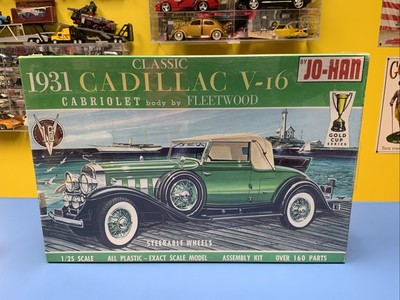 CLASSIC
1931 CADILLAC V-16
CABRIOLET body by FLEETWOOD
BY JO-HAN
GOLD CUP
SERIES
STEERABLE WHEELS
1/25 SCALE ALL PLASTIC - EXACT SCALE MODEL ASSEMBLY KIT OVER 160 PARTS